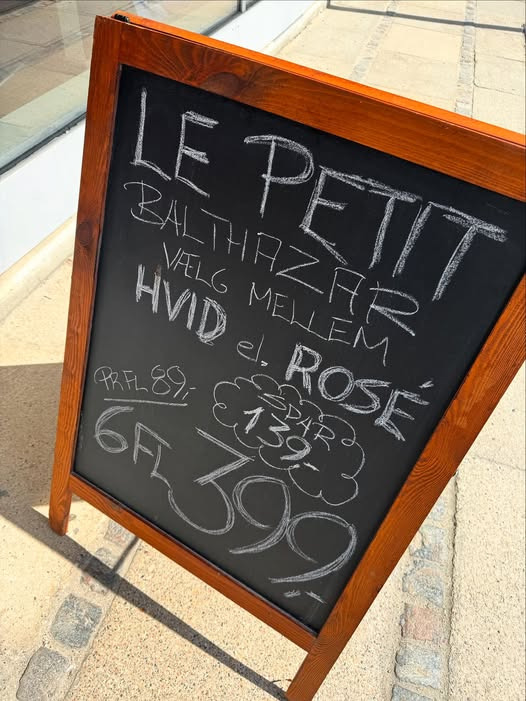 LE PETIT
BALTHAZAR
VÆLG MELLEM
HVID el. ROSÉ
PR FL 89,-
SPAR
139,-
6 FL 399,-